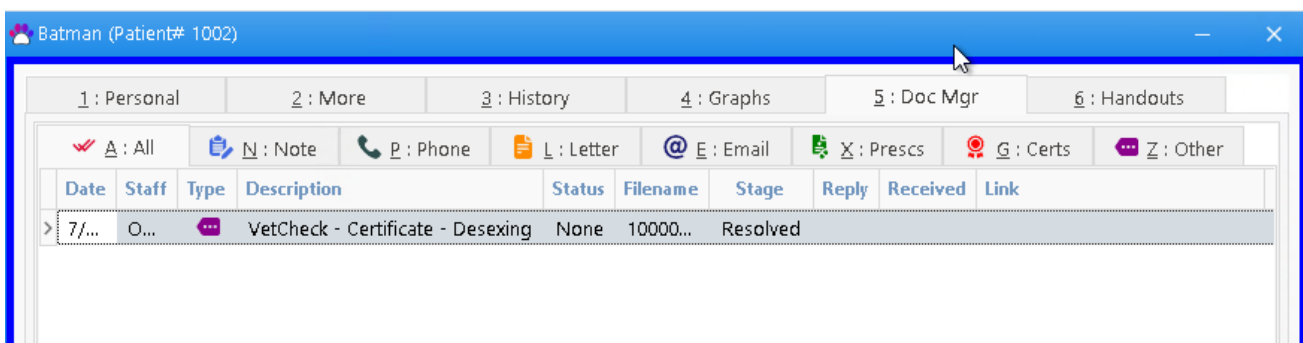 Batman (Patient# 1002)
1 : Personal 2 : More 3 : History 4 : Graphs 5 : Doc Mgr 6 : Handouts
A : All N : Note P : Phone L : Letter E : Email X : Prescs G : Certs Z : Other
Date Staff Type Description Status Filename Stage Reply Received Link
7/... O... VetCheck - Certificate - Desexing None 10000... Resolved